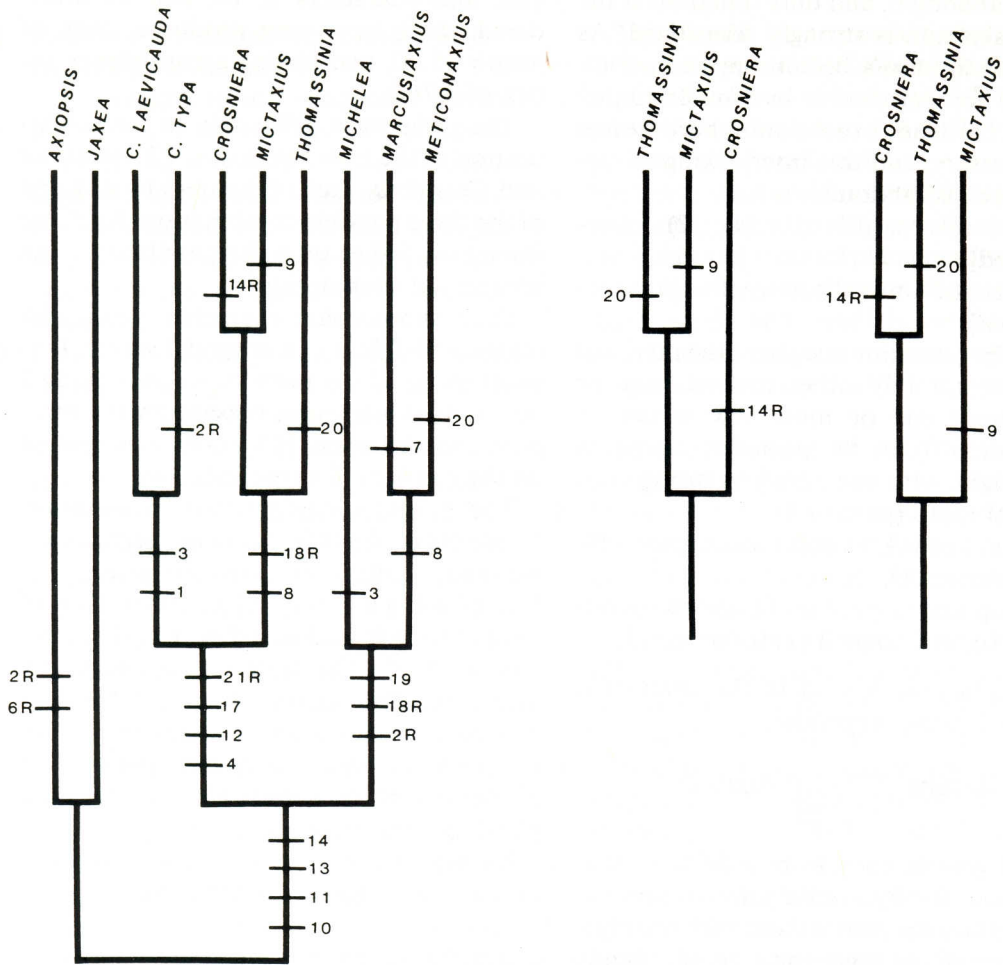 AXIOPSIS
JAXEA
C. LAEVICAUDA
C. TYPA
CROSNIERA
MICTAXIUS
THOMASSINIA
MICHELEA
MARCUSIAXIUS
METICONAXIUS
THOMASSINIA
MICTAXIUS
CROSNIERA
CROSNIERA
THOMASSINIA
MICTAXIUS
9
14R
9
20
20
14R
20
2R
20
7
14R
9
3
18R
8
1
8
3
2R
21R
19
6R
17
18R
12
2R
4
14
13
11
10